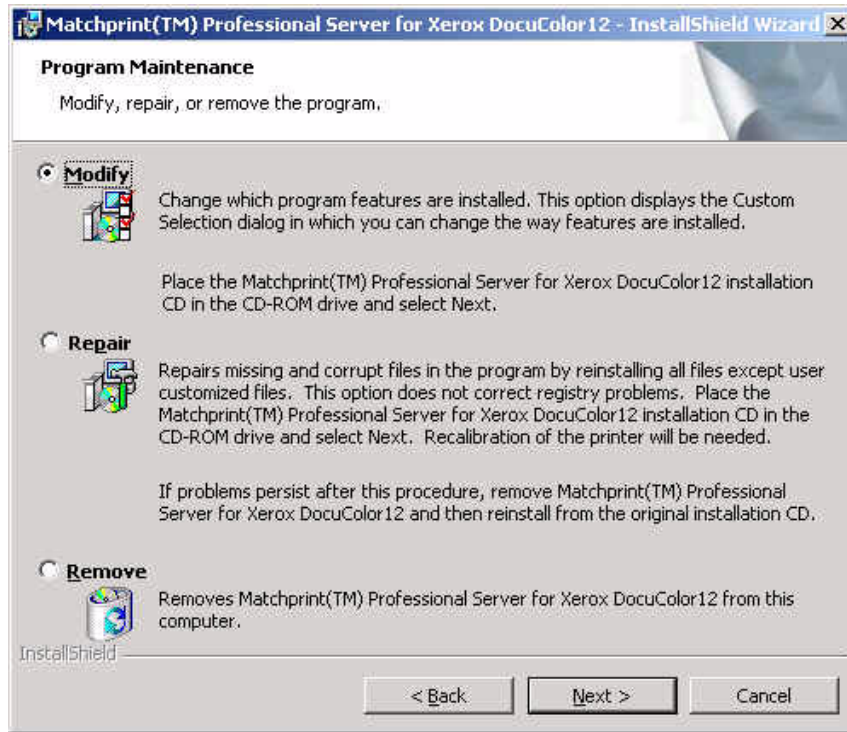 Matchprint(TM) Professional Server for Xerox DocuColor12 - InstallShield Wizard
Program Maintenance
Modify, repair, or remove the program.
Modify
Change which program features are installed. This option displays the Custom
Selection dialog in which you can change the way features are installed.
Place the Matchprint(TM) Professional Server for Xerox DocuColor12 installation
CD in the CD-ROM drive and select Next.
Repair
Repairs missing and corrupt files in the program by reinstalling all files except user
customized files. This option does not correct registry problems. Place the
Matchprint(TM) Professional Server for Xerox DocuColor12 installation CD in the
CD-ROM drive and select Next. Recalibration of the printer will be needed.
If problems persist after this procedure, remove Matchprint(TM) Professional
Server for Xerox DocuColor12 and then reinstall from the original installation CD.
Remove
Removes Matchprint(TM) Professional Server for Xerox DocuColor12 from this
computer.
InstallShield
< Back Next > Cancel